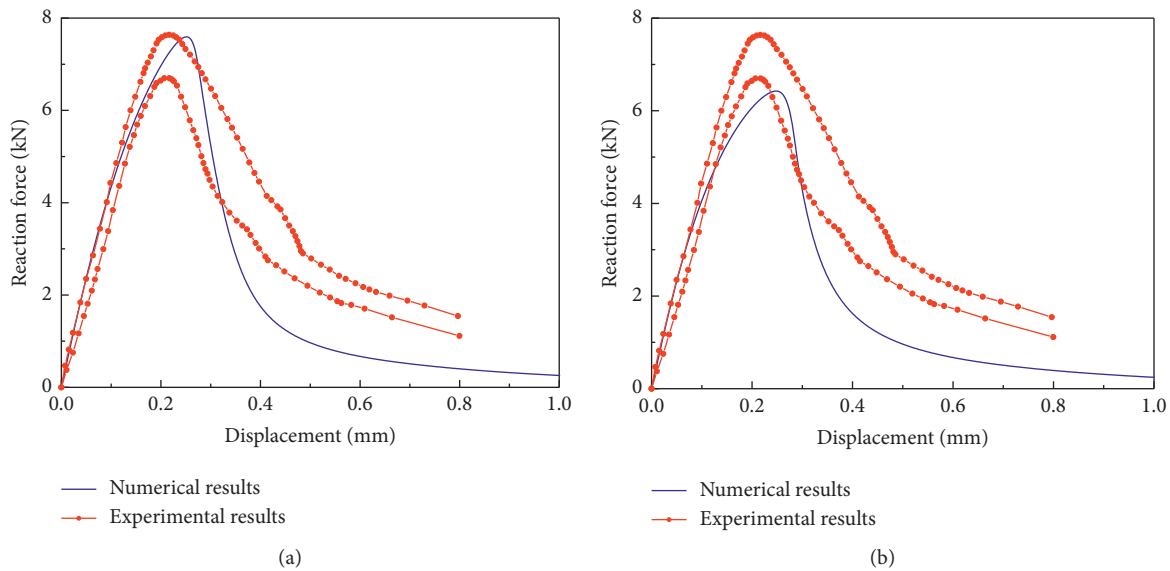 8
6
4
2
0
Reaction force (kN)
0.0 0.2 0.4 0.6 0.8 1.0
Displacement (mm)
Numerical results
Experimental results
(a)
8
6
4
2
0
Reaction force (kN)
0.0 0.2 0.4 0.6 0.8 1.0
Displacement (mm)
Numerical results
Experimental results
(b)